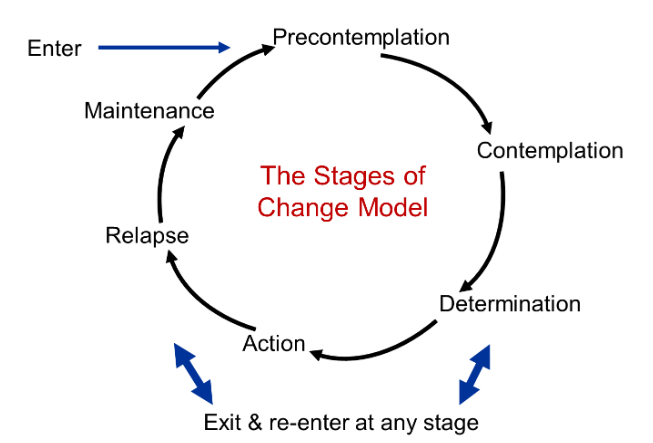 Enter
Precontemplation
Maintenance
Contemplation
The Stages of
Change Model
Relapse
Determination
Action
Exit & re-enter at any stage